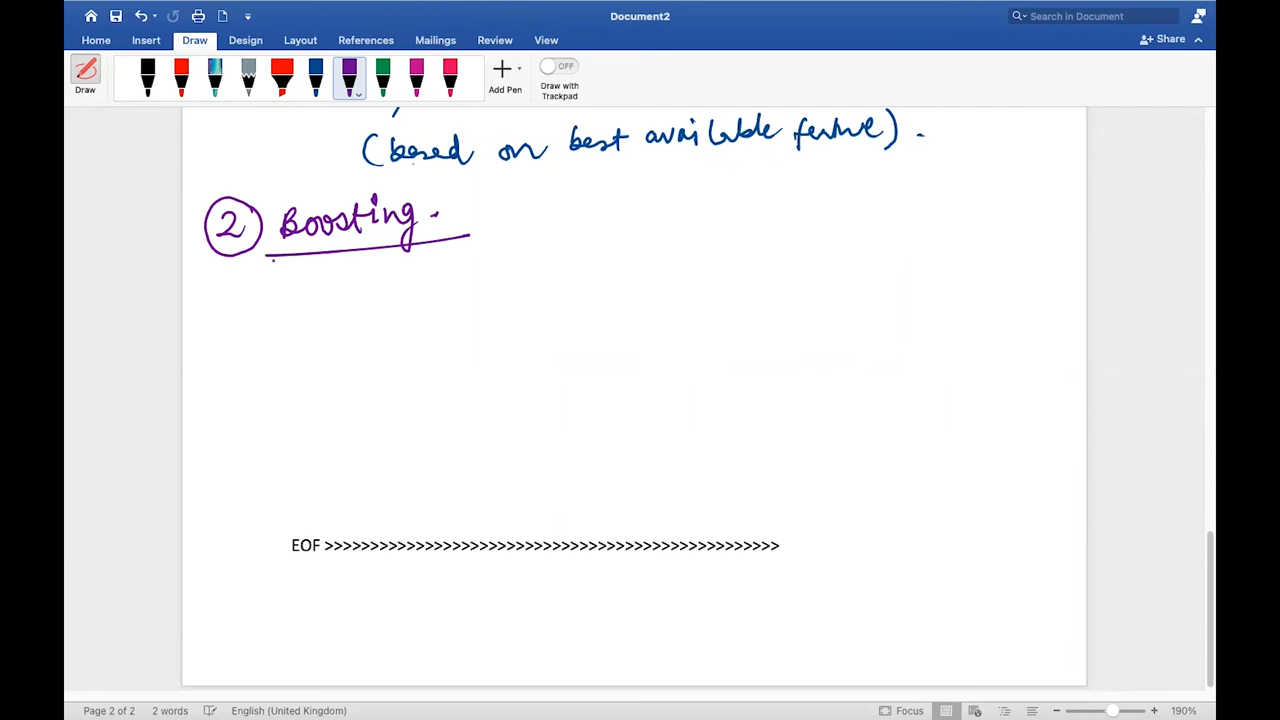 Document2
Search in Document
Home Insert Draw Design Layout References Mailings Review View
Share
Draw
Add Pen
OFF
Draw with
Trackpad
(based on best available feature).
2 Boosting.
EOF >>>>>>>>>>>>>>>>>>>>>>>>>>>>>>>>>>>>>>>>>>>>>>>>>>
Page 2 of 2 2 words English (United Kingdom) Focus 190%